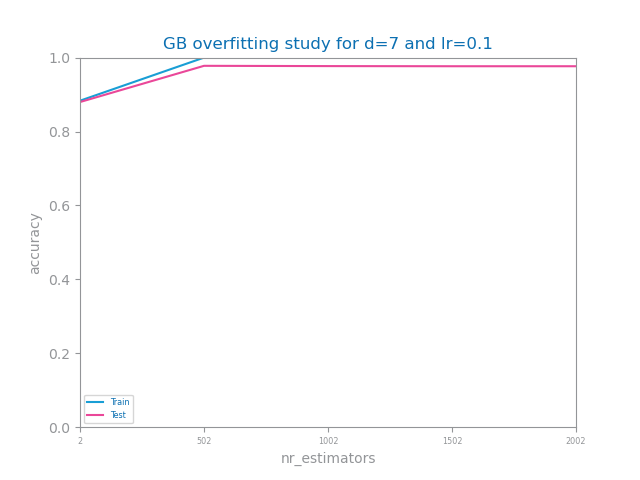 GB overfitting study for d=7 and lr=0.1
1.0
0.8
0.6
0.4
0.2
0.0
accuracy
Train
Test
2
502
1002
1502
2002
nr_estimators